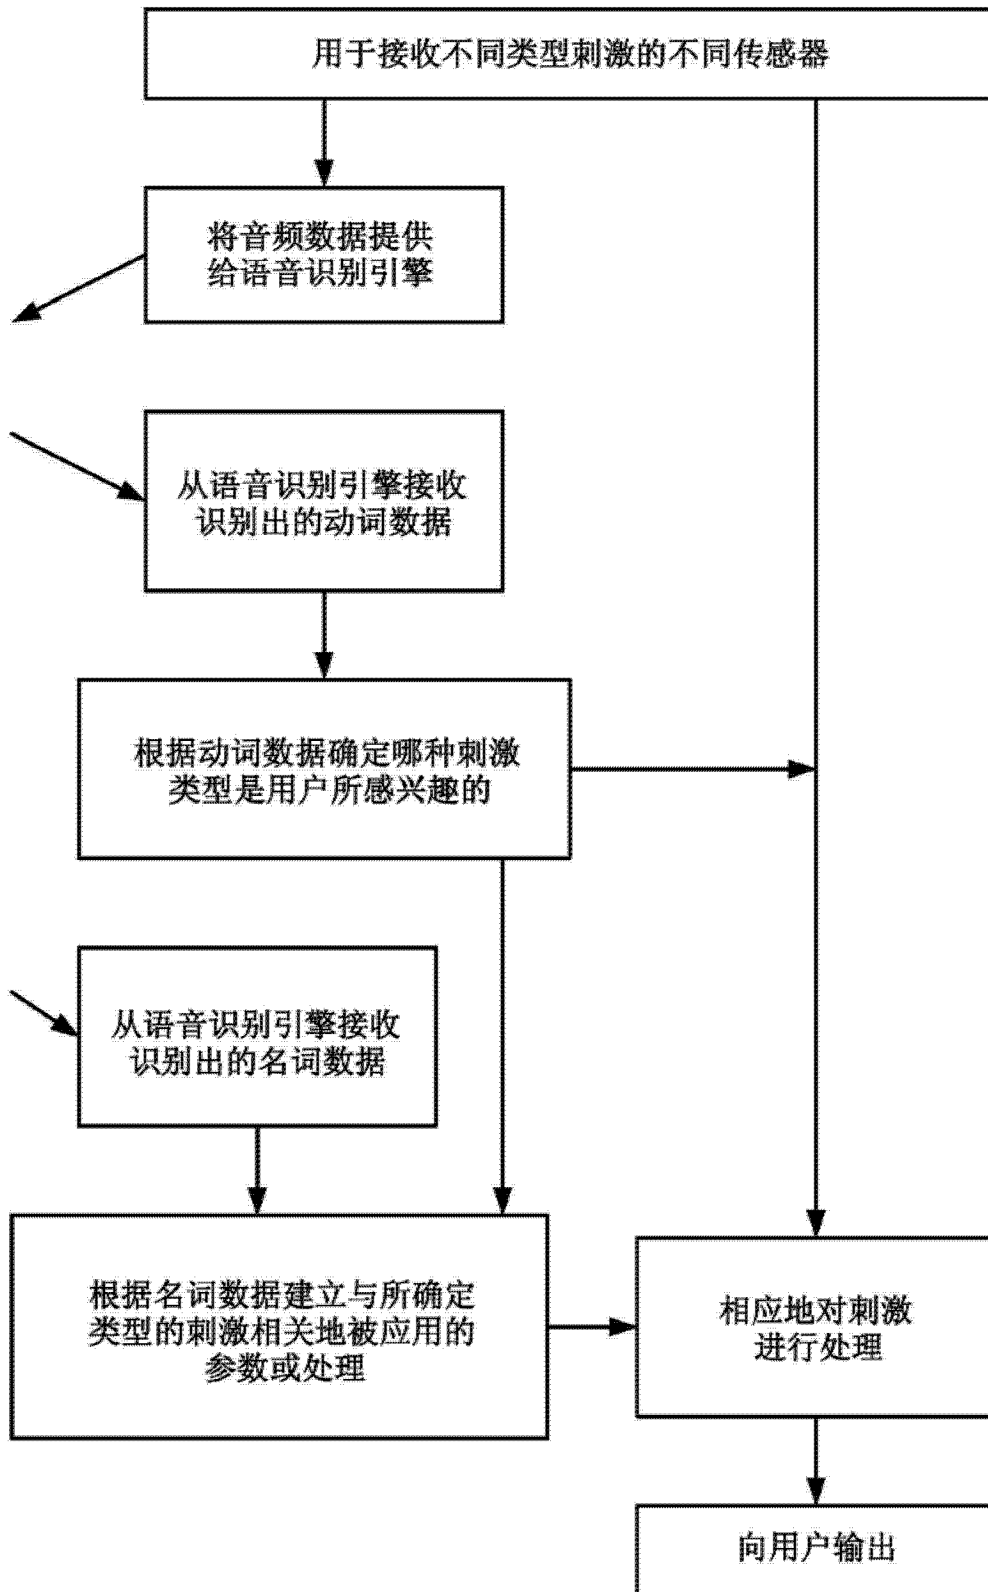 用于接收不同类型刺激的不同传感器
将音频数据提供
给语音识别引擎
从语音识别引擎接收
识别出的动词数据
根据动词数据确定哪种刺激
类型是用户所感兴趣的
从语音识别引擎接收
识别出的名词数据
根据名词数据建立与所确定
类型的刺激相关地被应用的
参数或处理
相应地对刺激
进行处理
向用户输出